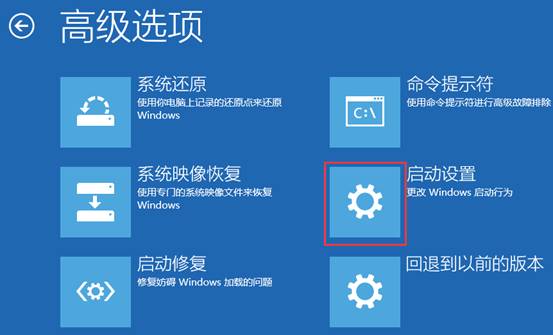 高级选项
系统还原
使用你电脑上记录的还原点来还原
Windows
命令提示符
使用命令提示符进行高级故障排除
C:\
系统映像恢复
使用专门的系统映像文件来恢复
Windows
启动设置
更改 Windows 启动行为
启动修复
修复妨碍 Windows 加载的问题
回退到以前的版本